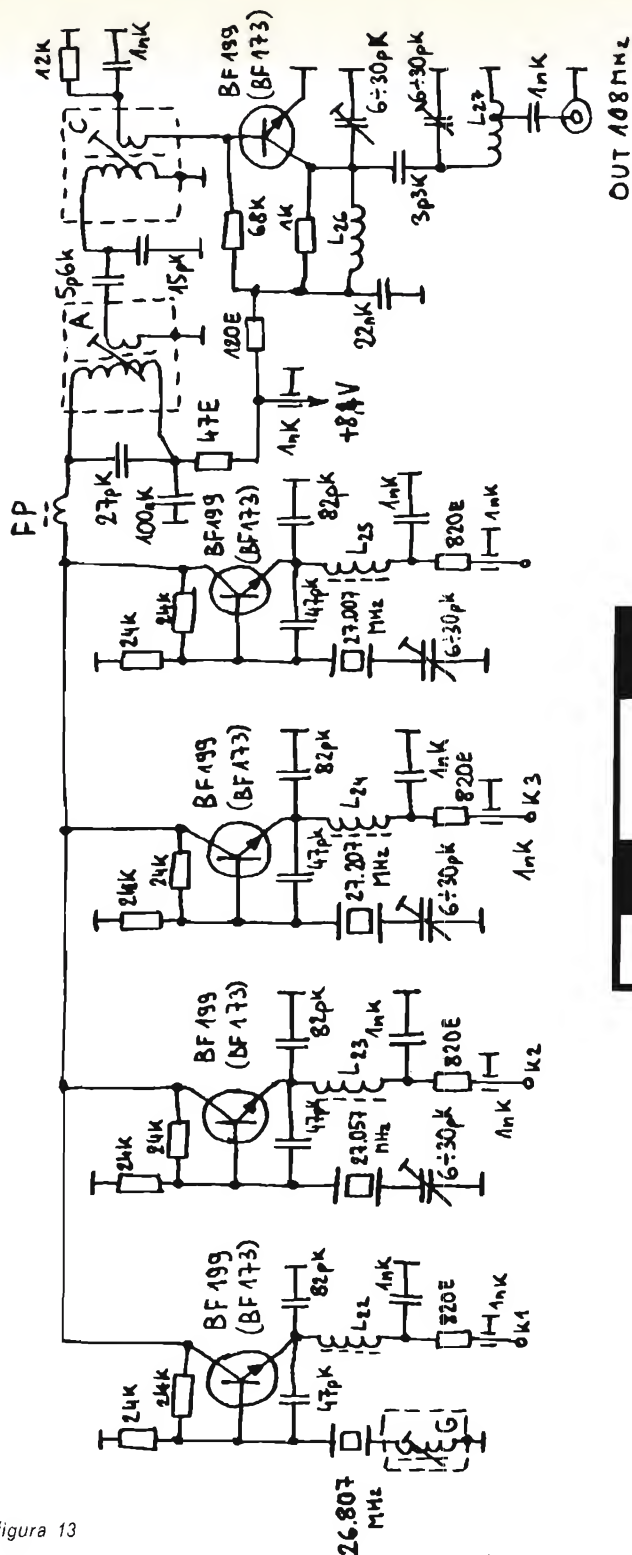 12K
1nK
C
5p6K
15pK
A
FP
27pK
100nK
47E
120E
1nK
+8,1V
68K
1K
BF199
(BF173)
L26
22nK
6÷30pK
3p3K
6÷30pK
L27
1nK
OUT 108MHz
24K
24K
BF199
(BF173)
82pK
47pK
L25
1nK
27.007
MHz
6÷30pK
820E
1nK
24K
24K
BF199
(BF173)
82pK
47pK
L24
1nK
27.207
MHz
6÷30pK
820E
1nK
K3
24K
24K
BF199
(BF173)
82pK
47pK
L23
1nK
27.057
MHz
6÷30pK
820E
1nK
K2
24K
24K
BF199
(BF173)
82pK
47pK
L22
1nK
26.807
MHz
G
820E
1nK
K1
figura 13